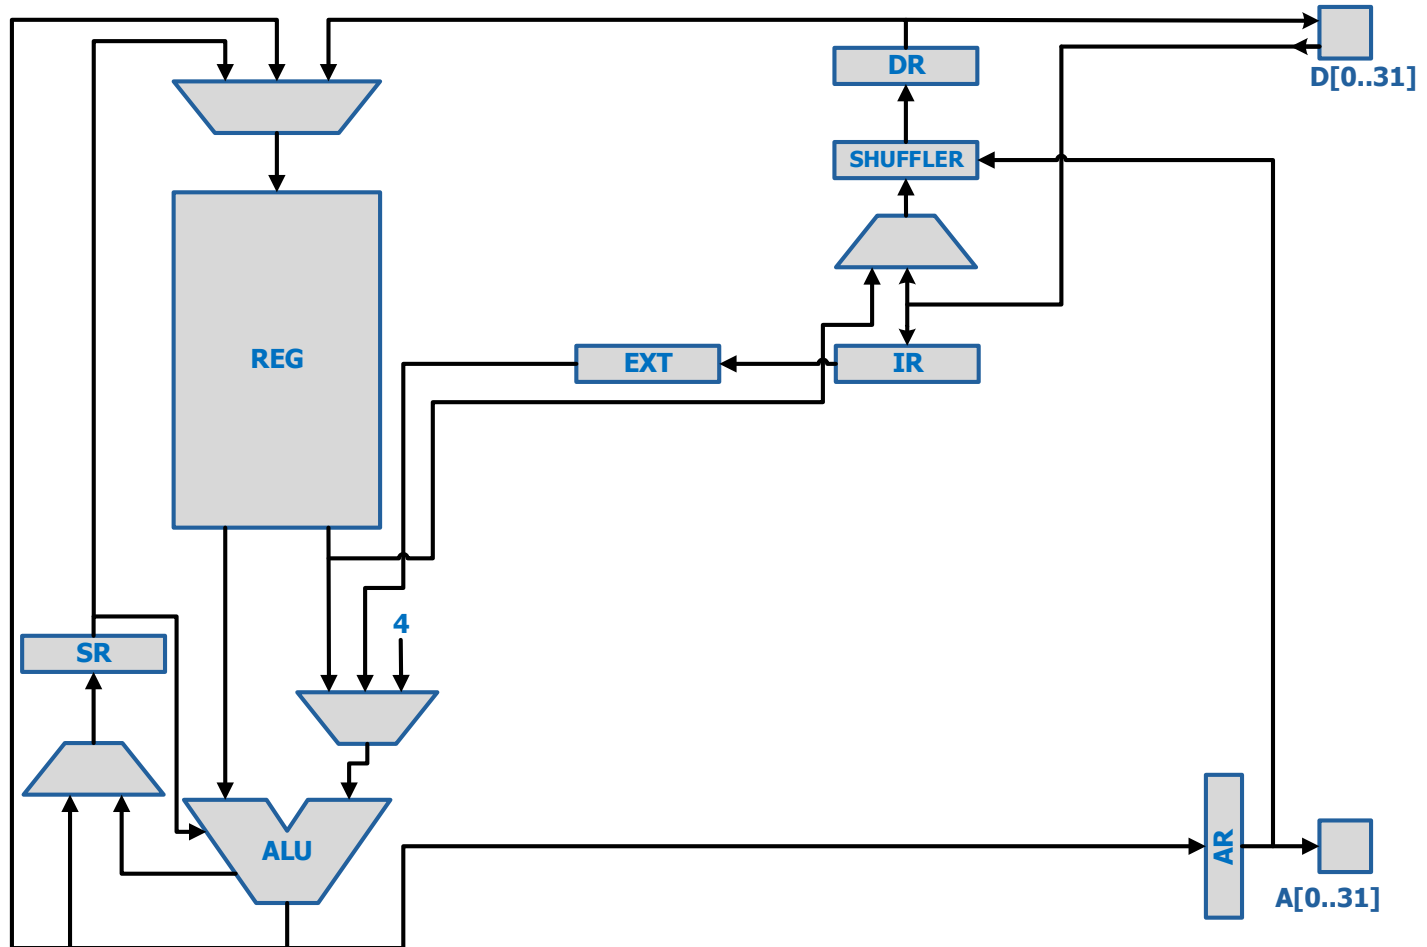 DR
D[0..31]
SHUFFLER
REG
EXT
IR
4
SR
ALU
AR
A[0..31]